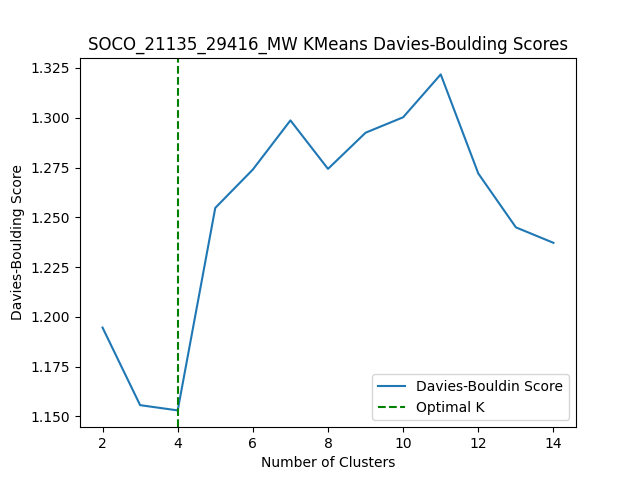 SOCO_21135_29416_MW KMeans Davies-Boulding Scores
Davies-Boulding Score
1.325
1.300
1.275
1.250
1.225
1.200
1.175
1.150
Davies-Bouldin Score
Optimal K
2 4 6 8 10 12 14
Number of Clusters